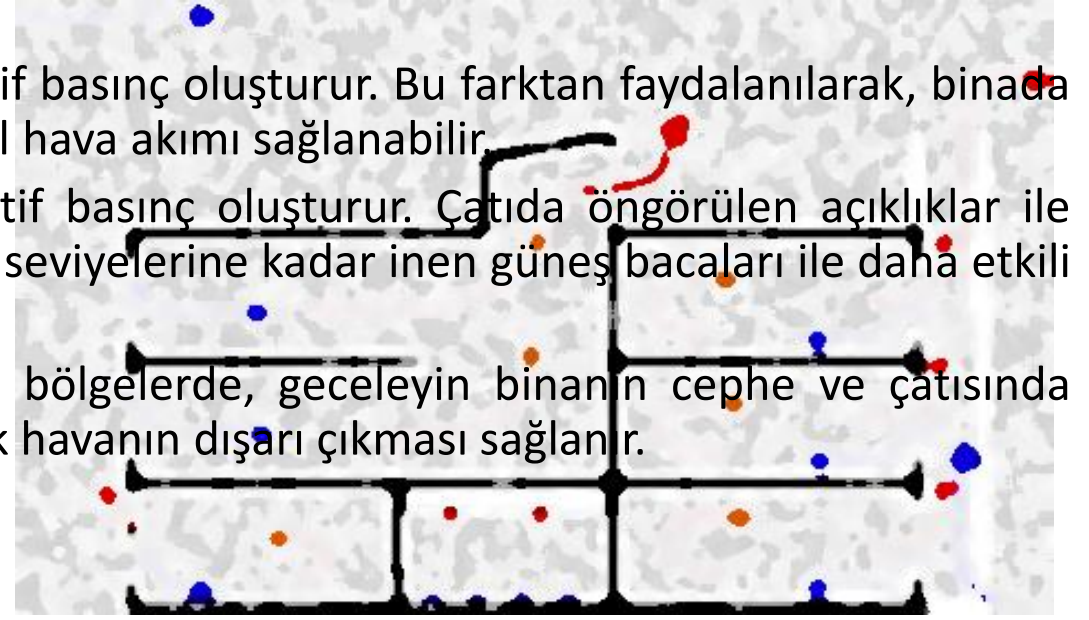 if basınç oluşturur. Bu farktan faydalanılarak, binada
l hava akımı sağlanabilir.
tif basınç oluşturur. Çatıda öngörülen açıklıklar ile
seviyelerine kadar inen güneş bacaları ile daha etkili
bölgelerde, geceleyin binanın cephe ve çatısında
k havanın dışarı çıkması sağlanır.